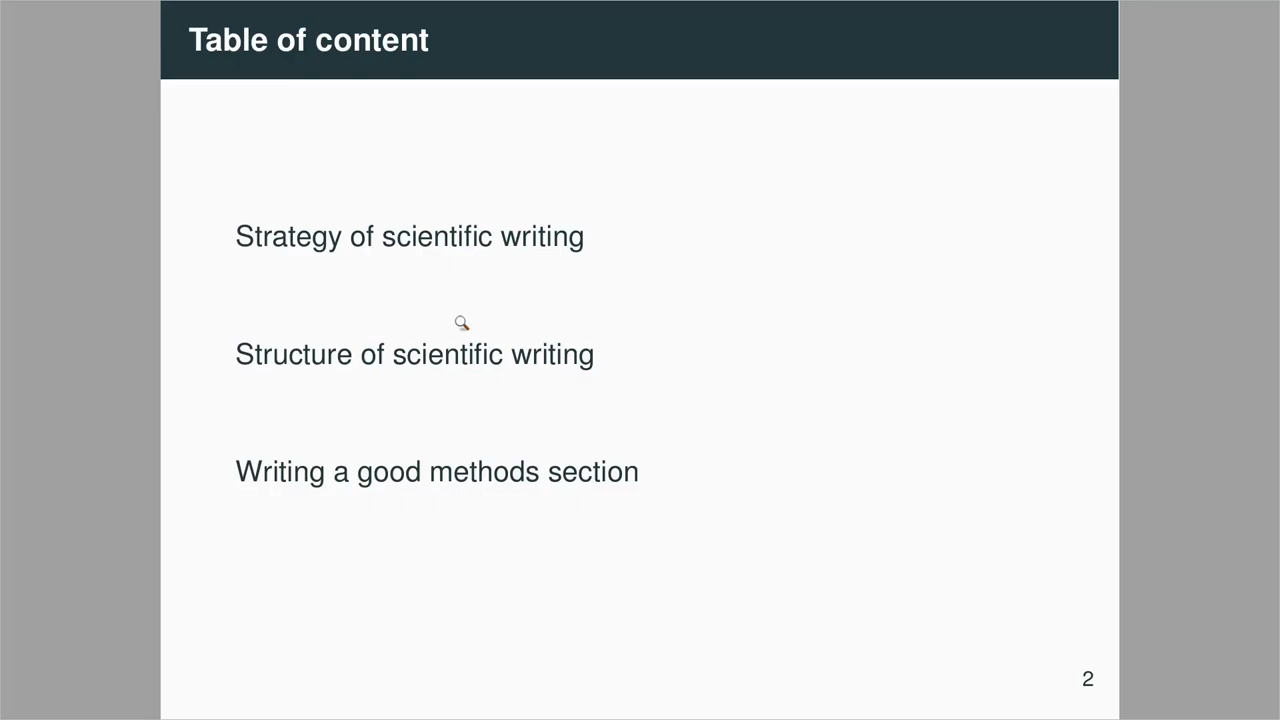 Table of content
Strategy of scientific writing
Structure of scientific writing
Writing a good methods section
2